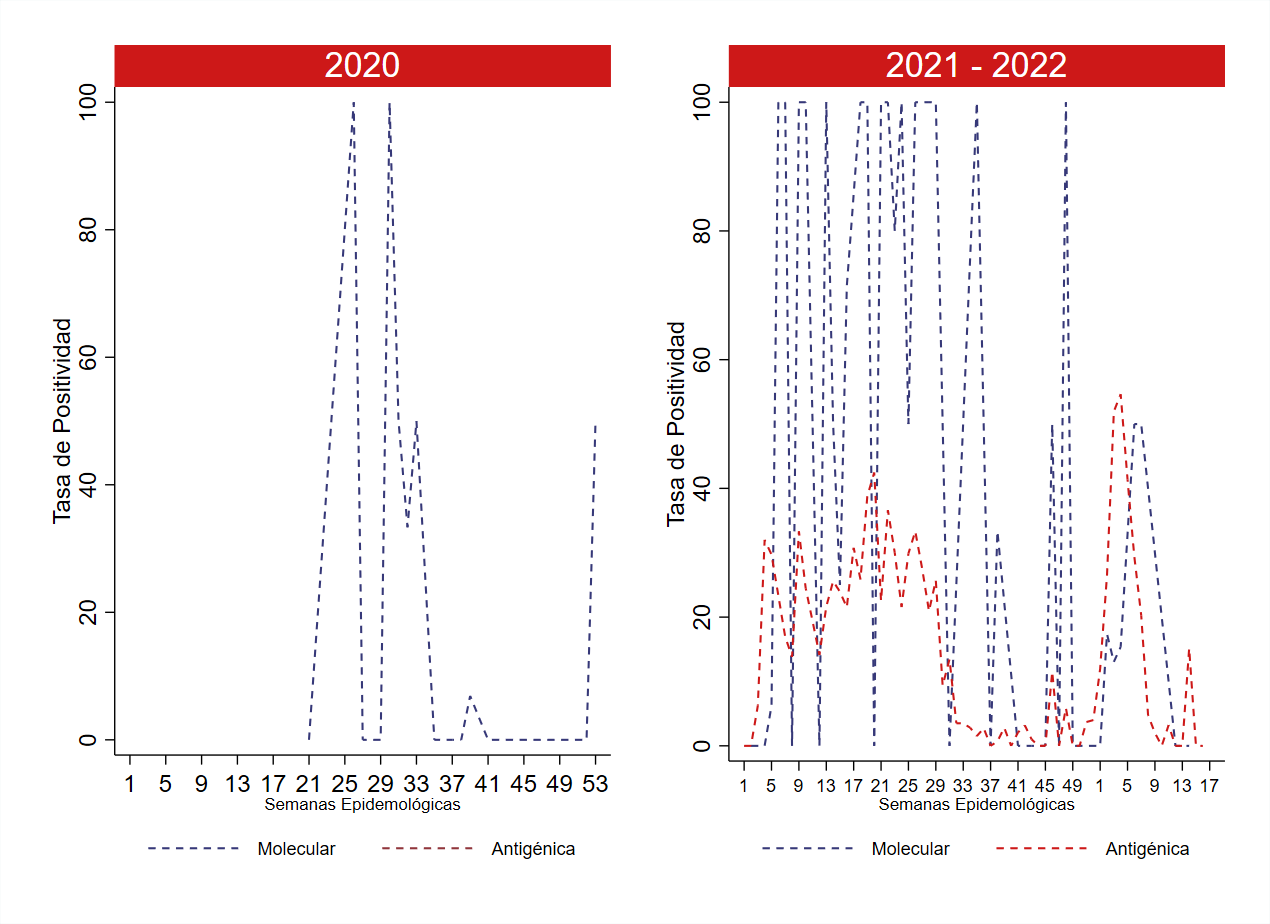 2020
Tasa de Positividad
100
80
60
40
20
0
1 5 9 13 17 21 25 29 33 37 41 45 49 53
Semanas Epidemológicas
Molecular Antigénica
2021 - 2022
Tasa de Positividad
100
80
60
40
20
0
1 5 9 13 17 21 25 29 33 37 41 45 49 1 5 9 13 17
Semanas Epidemológicas
Molecular Antigénica